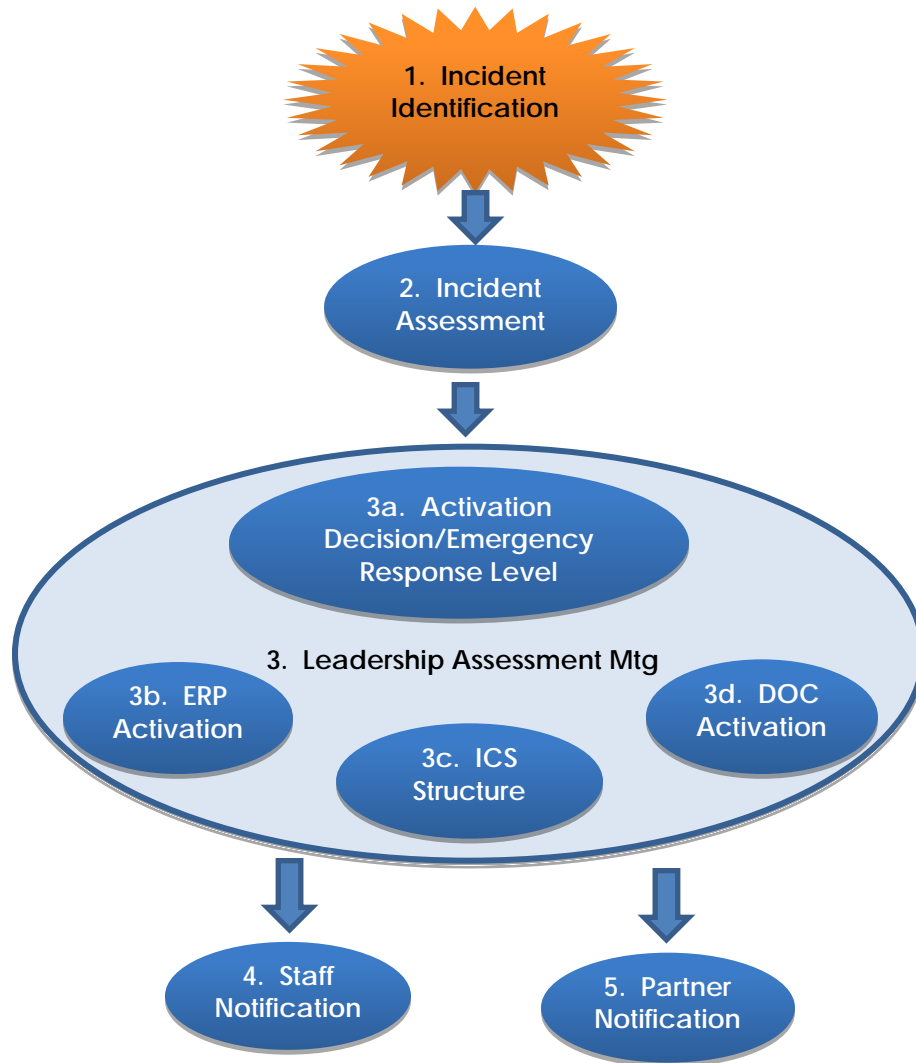 1. Incident
Identification
2. Incident
Assessment
3a. Activation
Decision/Emergency
Response Level
3. Leadership Assessment Mtg
3b. ERP
Activation
3c. ICS
Structure
3d. DOC
Activation
4. Staff
Notification
5. Partner
Notification